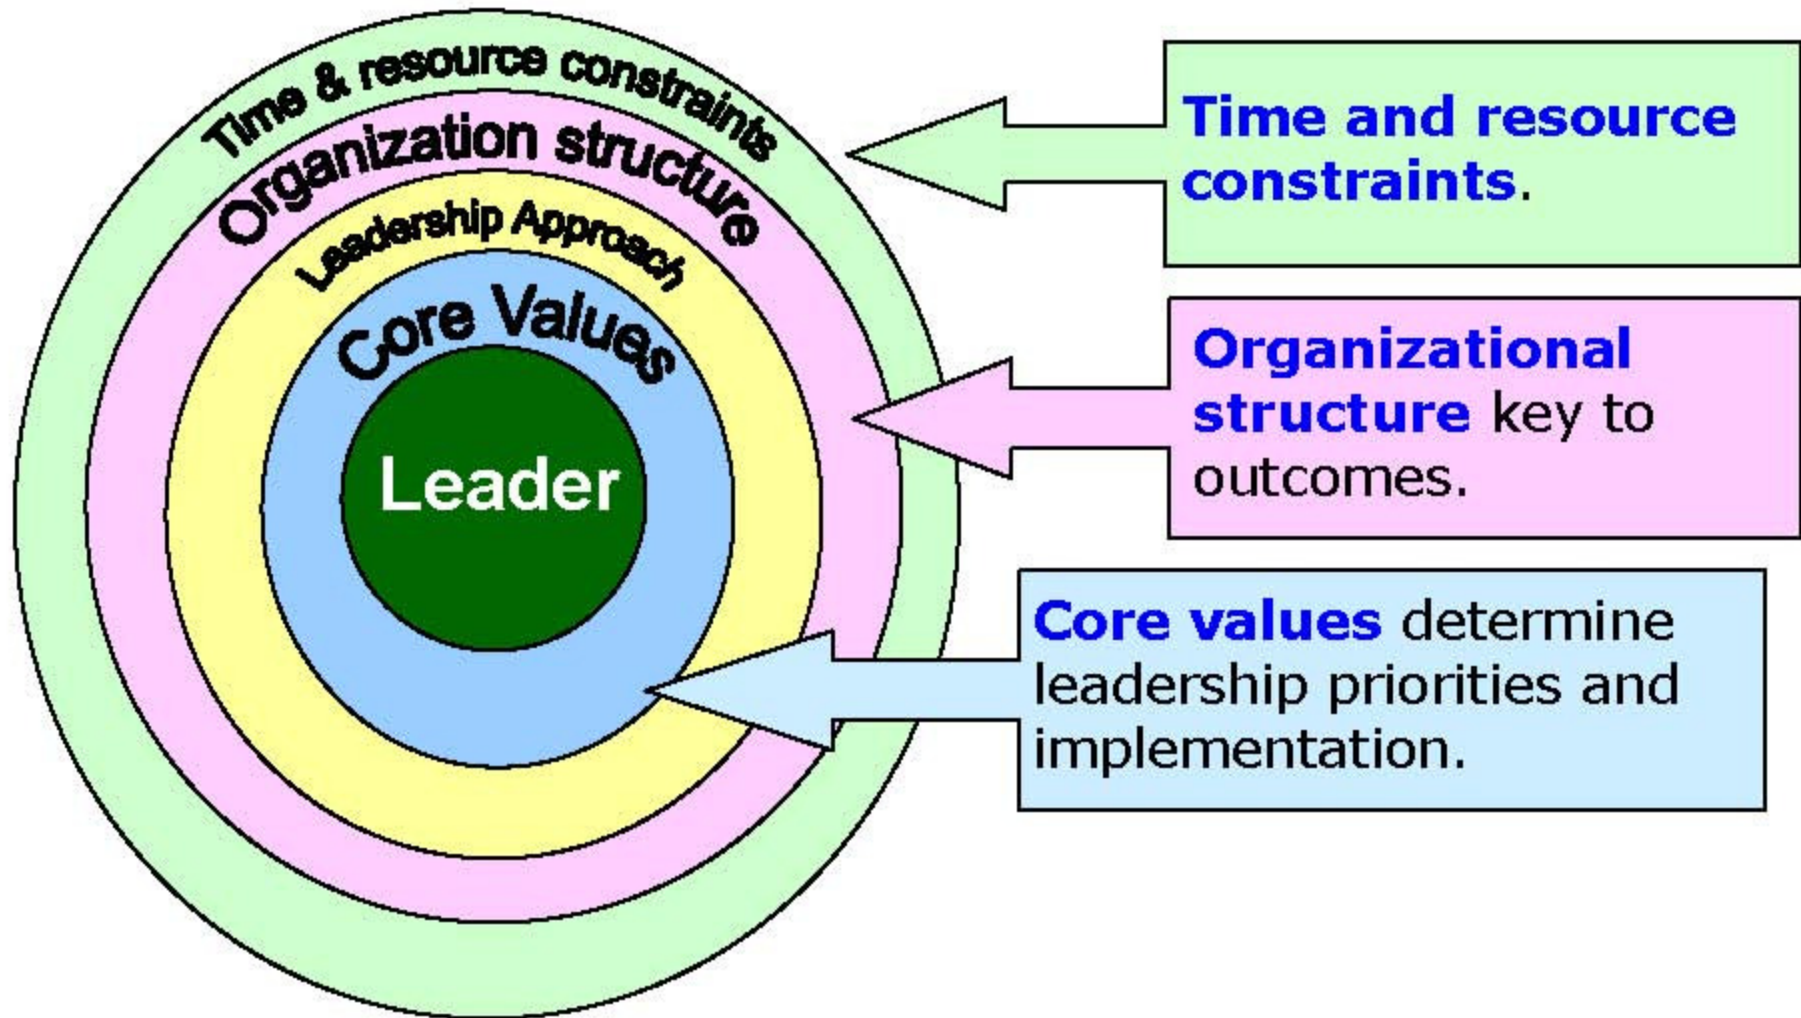 Time & resource constraints
Organization structure
Leadership Approach
Core Values
Leader
Time and resource
constraints.
Organizational
structure key to
outcomes.
Core values determine
leadership priorities and
implementation.